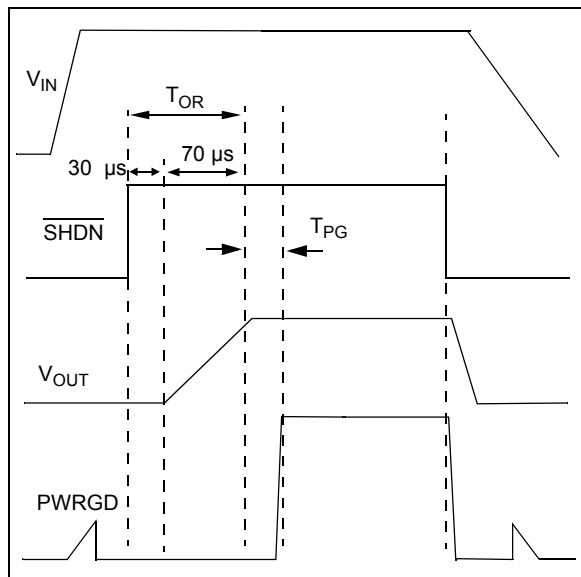 V_IN
T_OR
30 µs
70 µs
SHDN
T_PG
V_OUT
PWRGD